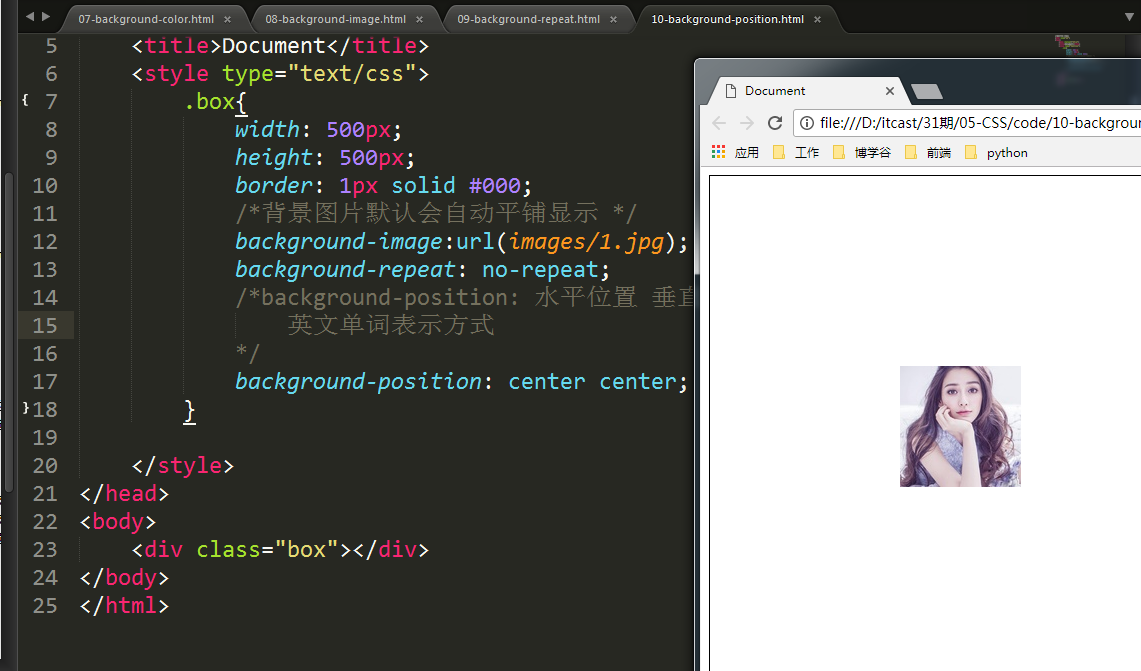 07-background-color.html
08-background-image.html
09-background-repeat.html
10-background-position.html
5 <title>Document</title>
6 <style type="text/css">
7 .box{
8 width: 500px;
9 height: 500px;
10 border: 1px solid #000;
11 /*背景图片默认会自动平铺显示 */
12 background-image:url(images/1.jpg);
13 background-repeat: no-repeat;
14 /*background-position: 水平位置 垂直
15 英文单词表示方式
16 */
17 background-position: center center;
18 }
19
20 </style>
21 </head>
22 <body>
23 <div class="box"></div>
24 </body>
25 </html>
Document
file:///D:/itcast/31期/05-CSS/code/10-backgroun
应用 工作 博学谷 前端 python